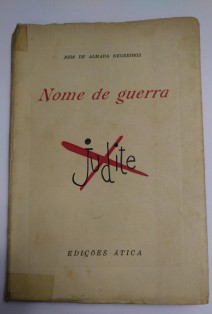 JOSÉ DE ALMADA NEGREIROS
Nome de guerra
judite
EDIÇÕES ÁTICA